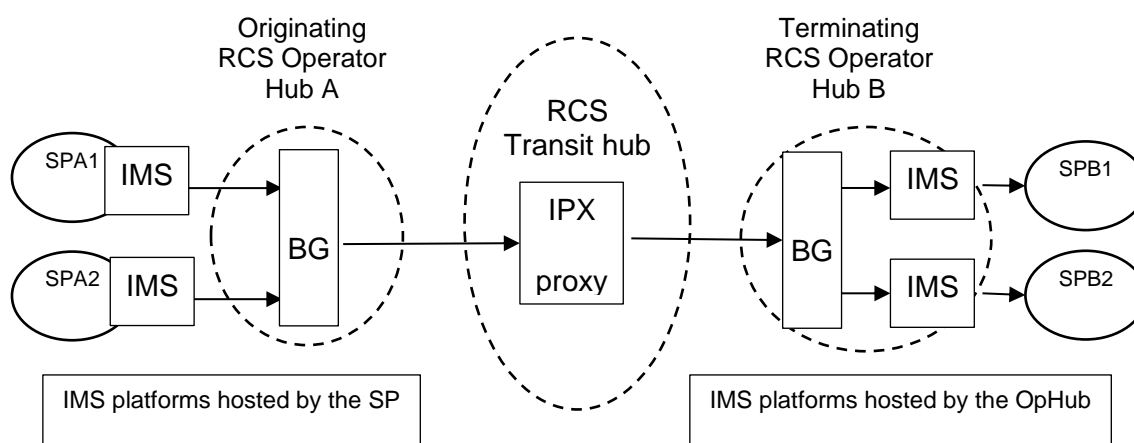 Originating
RCS Operator
Hub A
RCS
Transit hub
Terminating
RCS Operator
Hub B
SPA1
IMS
SPA2
IMS
BG
IPX
proxy
BG
IMS
IMS
SPB1
SPB2
IMS platforms hosted by the SP
IMS platforms hosted by the OpHub